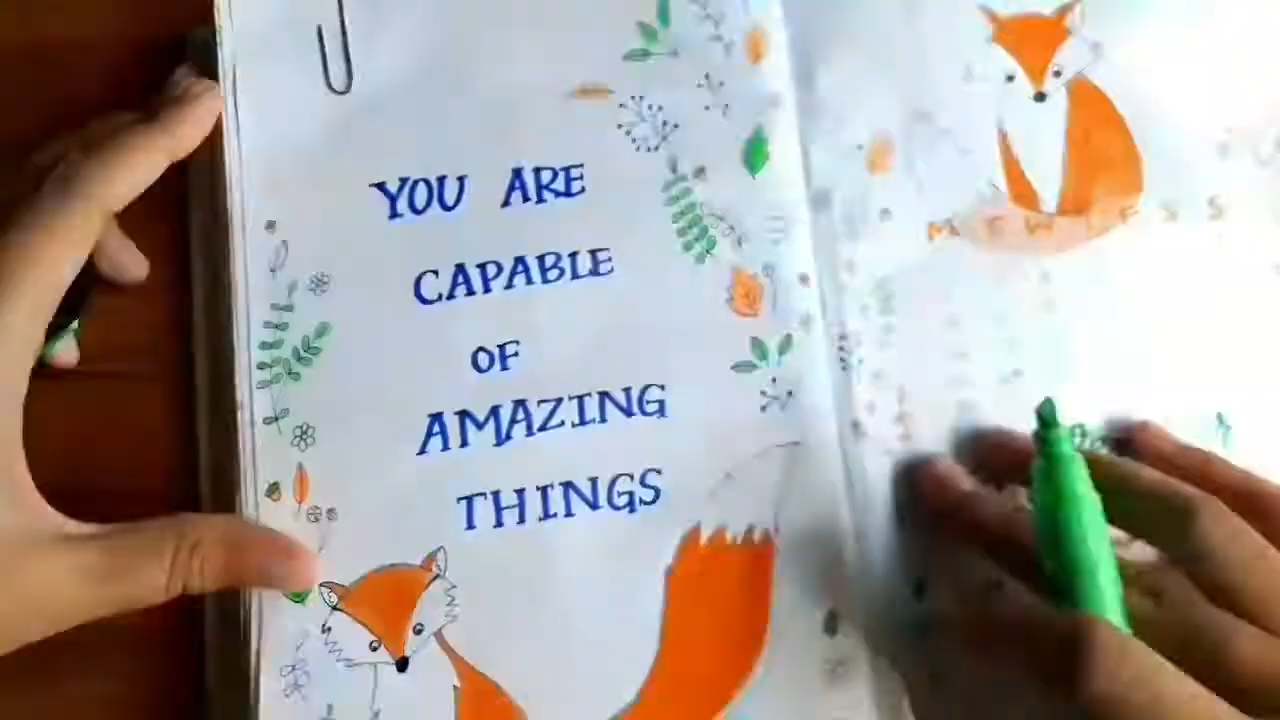 YOU ARE
CAPABLE
OF
AMAZING
THINGS
M T W T F S S